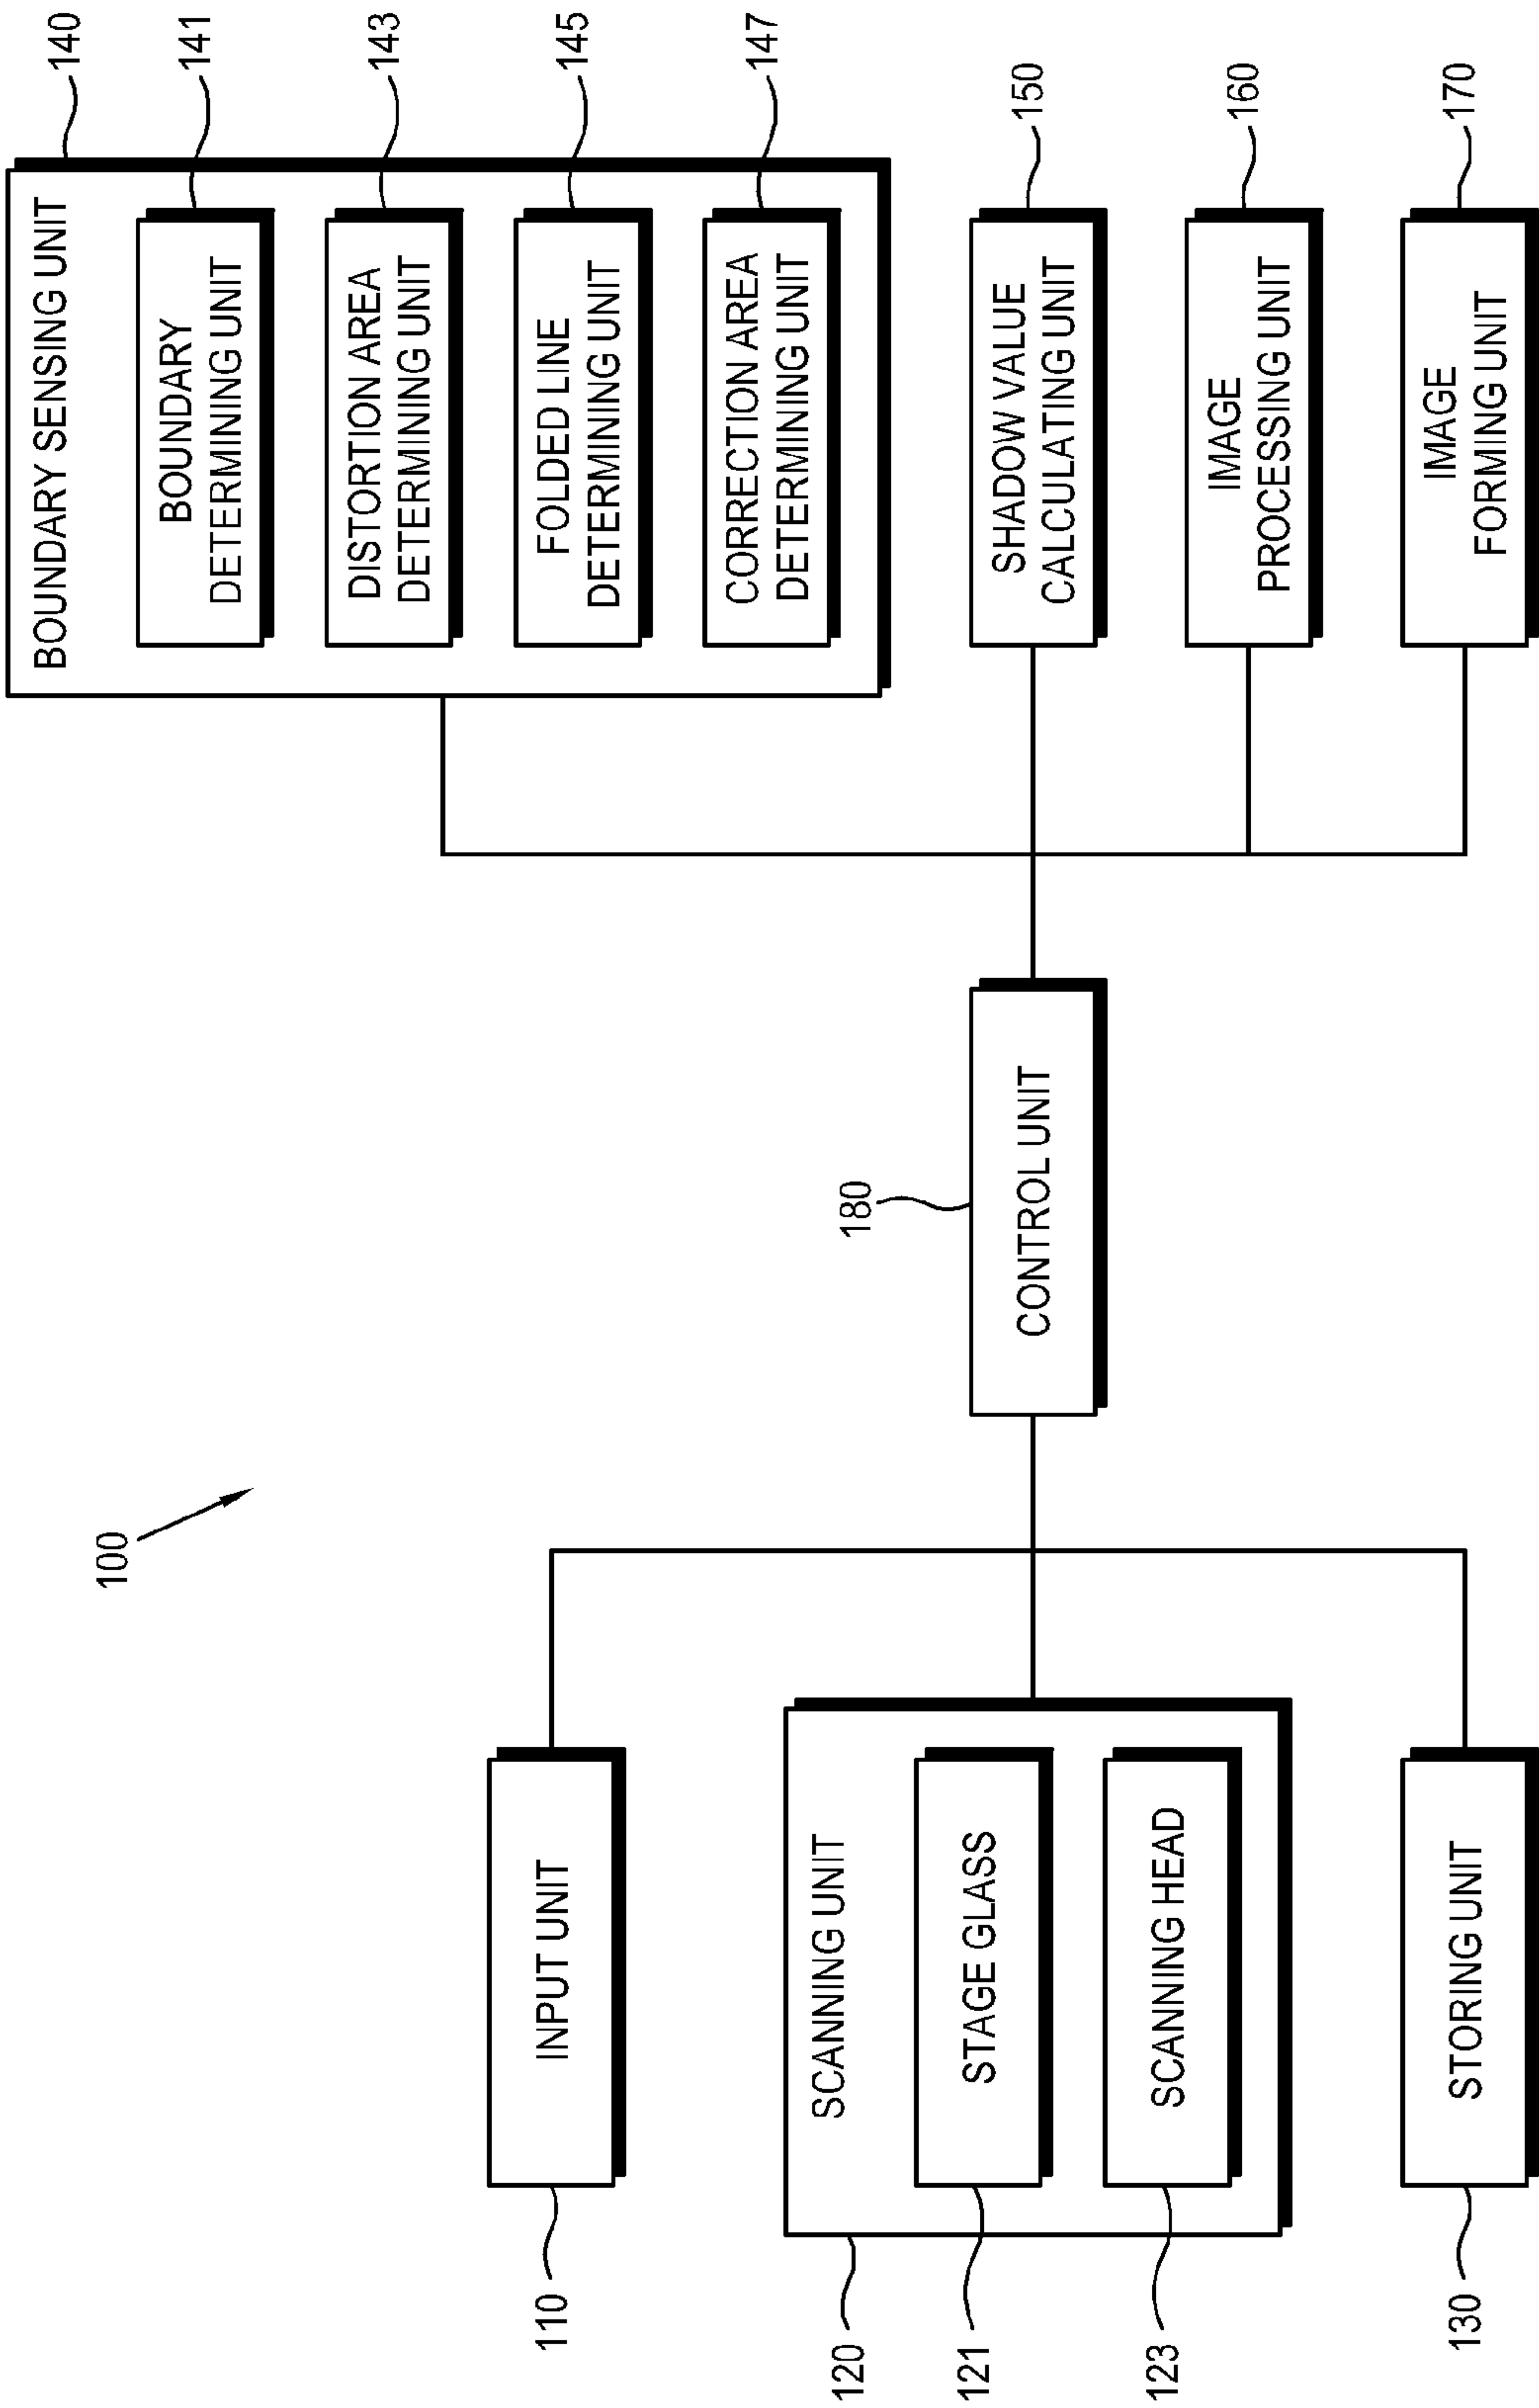 100
110
INPUT UNIT
120
SCANNING UNIT
121
STAGE GLASS
123
SCANNING HEAD
130
STORING UNIT
180
CONTROL UNIT
BOUNDARY SENSING UNIT
140
BOUNDARY
DETERMINING UNIT
141
DISTORTION AREA
DETERMINING UNIT
143
FOLDED LINE
DETERMINING UNIT
145
CORRECTION AREA
DETERMINING UNIT
147
SHADOW VALUE
CALCULATING UNIT
150
IMAGE
PROCESSING UNIT
160
IMAGE
FORMING UNIT
170